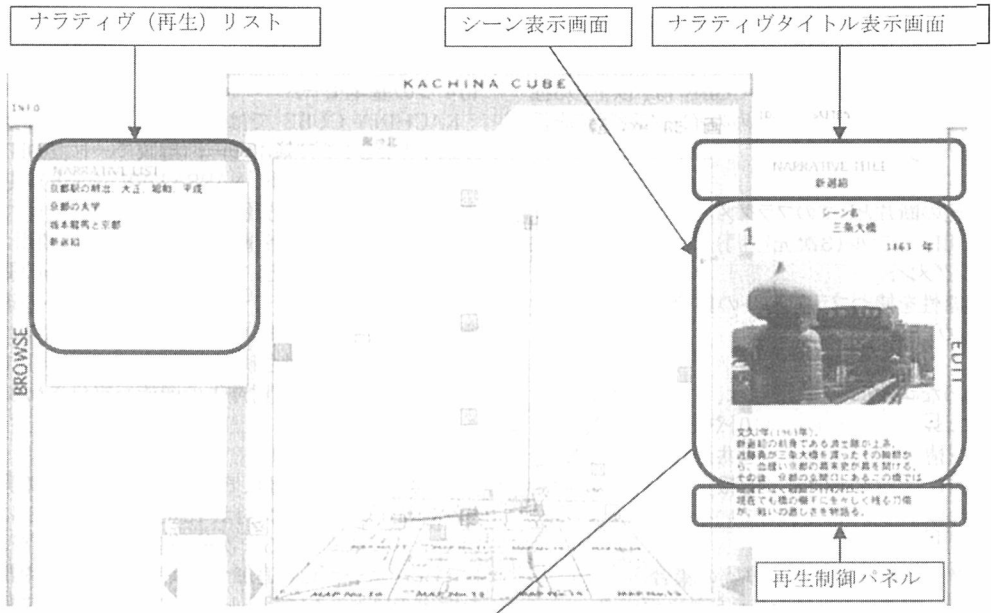 ナラティヴ（再生）リスト
シーン表示画面
ナラティヴタイトル表示画面
KACHINA CUBE
INFO
NARRATIVE LIST
京都駅の明治、大正、昭和、平成
京都の大学
坂本龍馬と京都
新選組
BROWSE
NARRATIVE TITLE
新選組
シーン名
三条大橋
1
1863 年
EDIT
新選組の前身である浪士隊が上洛。
近藤勇が三条大橋を渡ったその瞬間か
ら、血腥い京都の幕末史が幕を開ける。
その後、京都の玄関口にあるこの橋では
現在でも橋の欄干に生々しく残る刀傷
が、戦いの激しさを物語る。
再生制御パネル